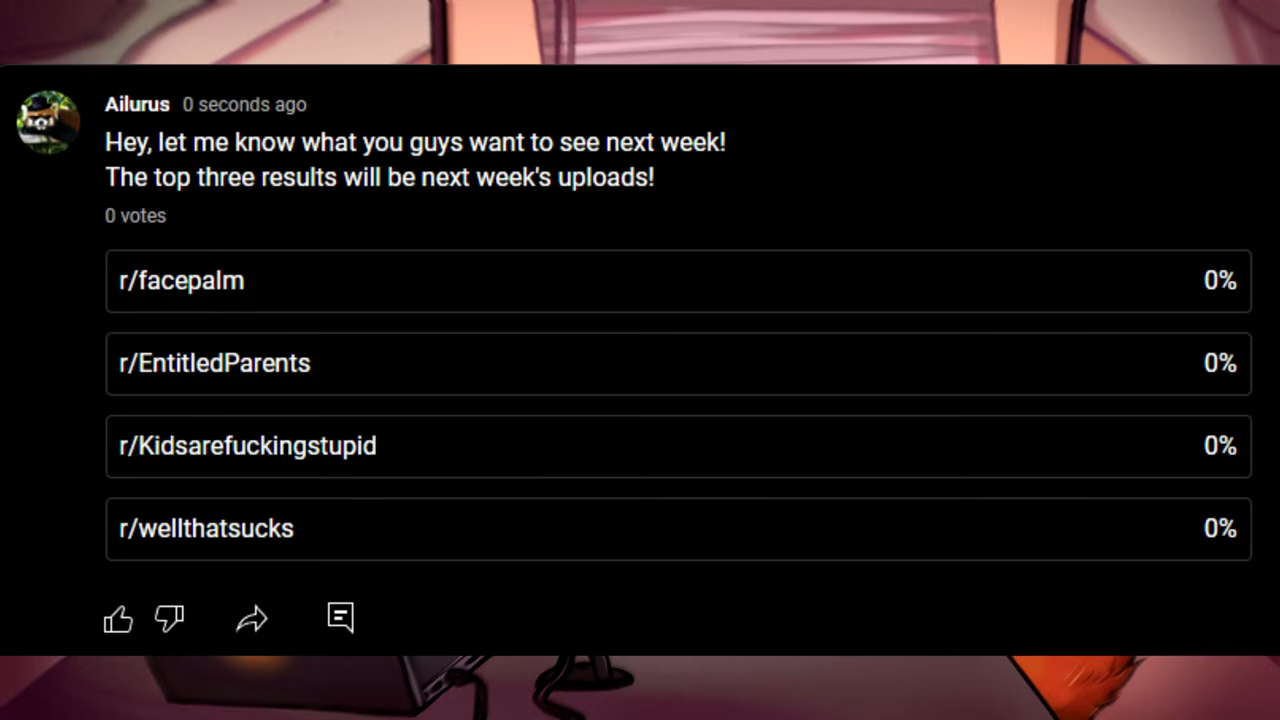 Ailurus 0 seconds ago
Hey, let me know what you guys want to see next week!
The top three results will be next week's uploads!
0 votes
r/facepalm 0%
r/EntitledParents 0%
r/Kidsarefuckingstupid 0%
r/wellthatsucks 0%